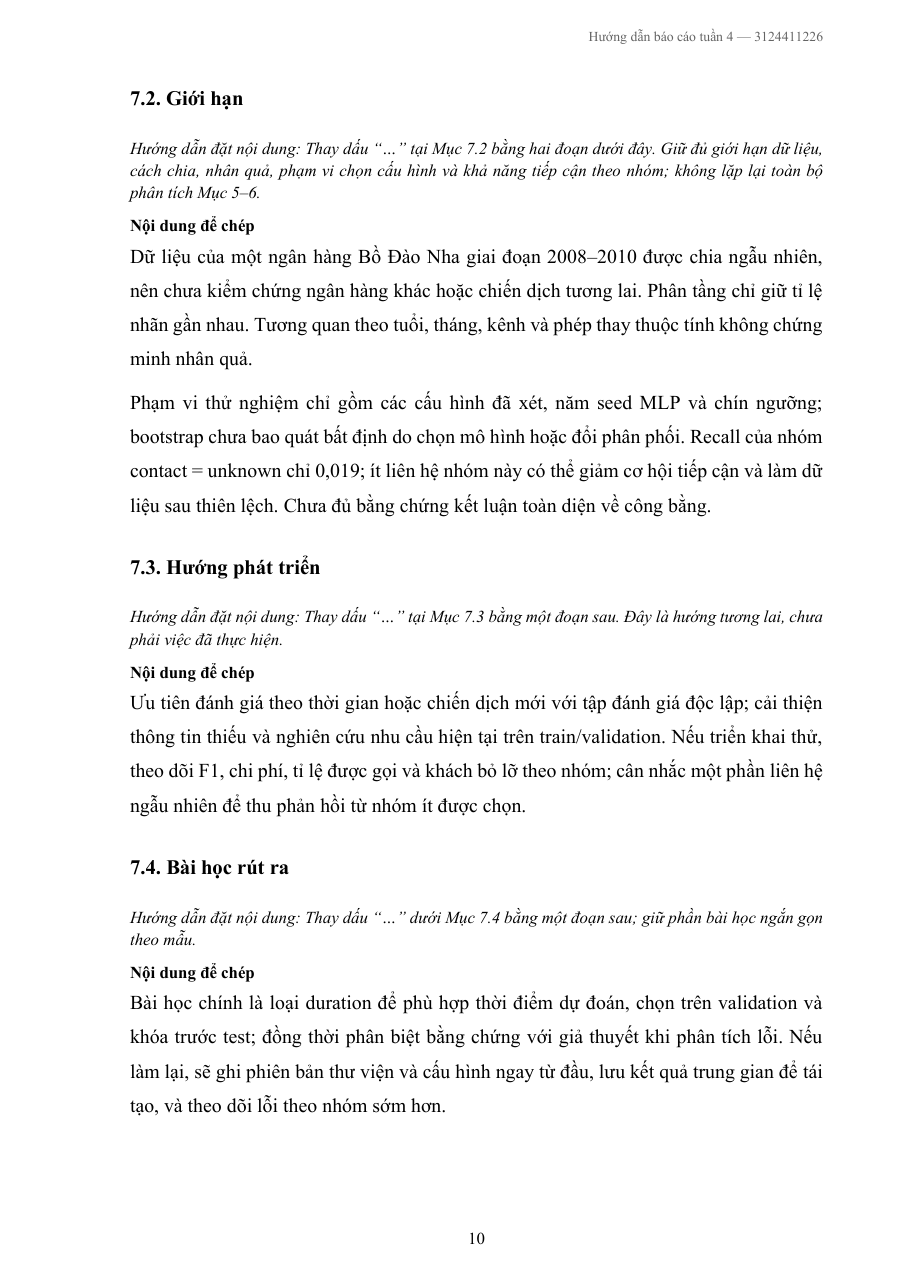 Hướng dẫn báo cáo tuần 4 — 3124411226
7.2. Giới hạn
Hướng dẫn đặt nội dung: Thay dấu “…” tại Mục 7.2 bằng hai đoạn dưới đây. Giữ đủ giới hạn dữ liệu,
cách chia, nhân quả, phạm vi chọn cấu hình và khả năng tiếp cận theo nhóm; không lặp lại toàn bộ
phân tích Mục 5–6.
Nội dung để chép
Dữ liệu của một ngân hàng Bồ Đào Nha giai đoạn 2008–2010 được chia ngẫu nhiên,
nên chưa kiểm chứng ngân hàng khác hoặc chiến dịch tương lai. Phân tầng chỉ giữ tỉ lệ
nhãn gần nhau. Tương quan theo tuổi, tháng, kênh và phép thay thuộc tính không chứng
minh nhân quả.
Phạm vi thử nghiệm chỉ gồm các cấu hình đã xét, năm seed MLP và chín ngưỡng;
bootstrap chưa bao quát bất định do chọn mô hình hoặc đổi phân phối. Recall của nhóm
contact = unknown chỉ 0,019; ít liên hệ nhóm này có thể giảm cơ hội tiếp cận và làm dữ
liệu sau thiên lệch. Chưa đủ bằng chứng kết luận toàn diện về công bằng.
7.3. Hướng phát triển
Hướng dẫn đặt nội dung: Thay dấu “…” tại Mục 7.3 bằng một đoạn sau. Đây là hướng tương lai, chưa
phải việc đã thực hiện.
Nội dung để chép
Ưu tiên đánh giá theo thời gian hoặc chiến dịch mới với tập đánh giá độc lập; cải thiện
thông tin thiếu và nghiên cứu nhu cầu hiện tại trên train/validation. Nếu triển khai thử,
theo dõi F1, chi phí, tỉ lệ được gọi và khách bỏ lỡ theo nhóm; cân nhắc một phần liên hệ
ngẫu nhiên để thu phản hồi từ nhóm ít được chọn.
7.4. Bài học rút ra
Hướng dẫn đặt nội dung: Thay dấu “…” dưới Mục 7.4 bằng một đoạn sau; giữ phần bài học ngắn gọn
theo mẫu.
Nội dung để chép
Bài học chính là loại duration để phù hợp thời điểm dự đoán, chọn trên validation và
khóa trước test; đồng thời phân biệt bằng chứng với giả thuyết khi phân tích lỗi. Nếu
làm lại, sẽ ghi phiên bản thư viện và cấu hình ngay từ đầu, lưu kết quả trung gian để tái
tạo, và theo dõi lỗi theo nhóm sớm hơn.
10